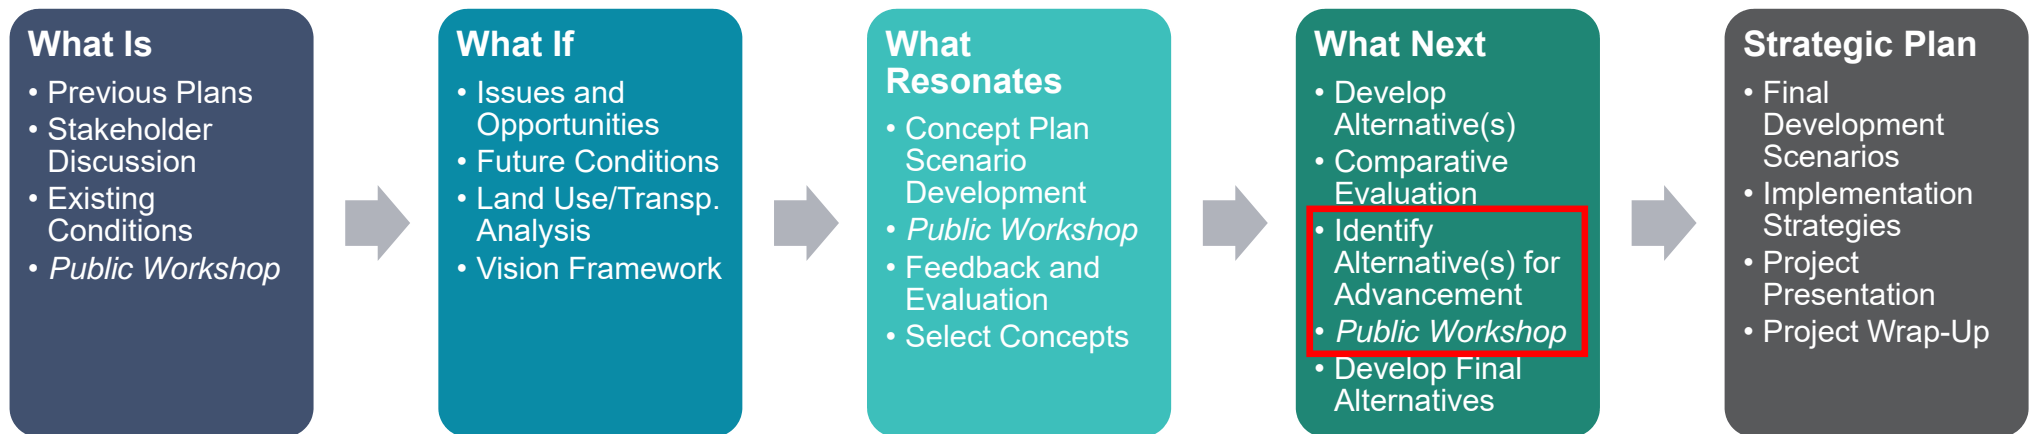 What Is
• Previous Plans
• Stakeholder
Discussion
• Existing
Conditions
• Public Workshop
What If
• Issues and
Opportunities
• Future Conditions
• Land Use/Transp.
Analysis
• Vision Framework
What
Resonates
• Concept Plan
Scenario
Development
• Public Workshop
• Feedback and
Evaluation
• Select Concepts
What Next
• Develop
Alternative(s)
• Comparative
Evaluation
• Identify
Alternative(s) for
Advancement
• Public Workshop
• Develop Final
Alternatives
Strategic Plan
• Final
Development
Scenarios
• Implementation
Strategies
• Project
Presentation
• Project Wrap-Up